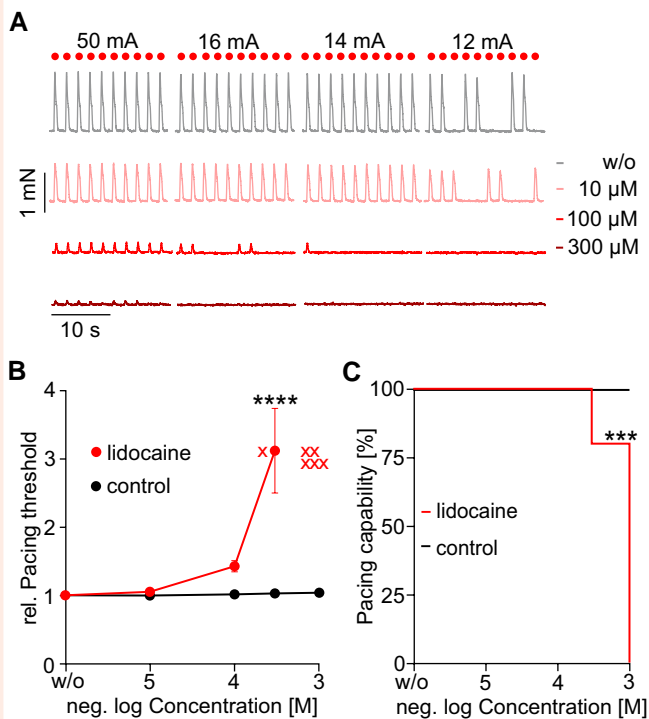 A
50 mA 16 mA 14 mA 12 mA
1 mN
w/o
10 µM
100 µM
300 µM
10 s
B
rel. Pacing threshold
4
3
2
1
0
****
x xx
xxx
lidocaine
control
w/o 5 4 3
neg. log Concentration [M]
C
Pacing capability [%]
100
75
50
25
0
***
lidocaine
control
w/o 5 4 3
neg. log Concentration [M]